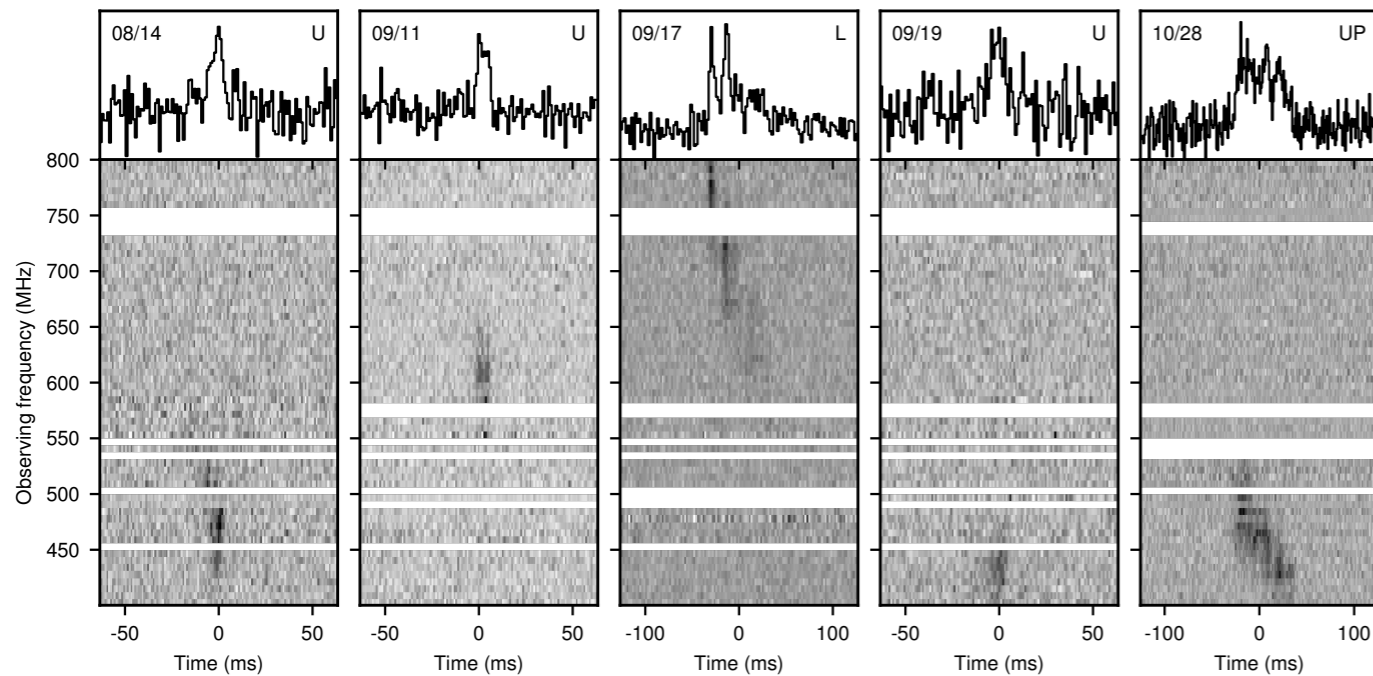 08/14 U
09/11 U
09/17 L
09/19 U
10/28 UP
800
750
700
650
600
550
500
450
Observing frequency (MHz)
-50 0 50
-50 0 50
-100 0 100
-50 0 50
-100 0 100
Time (ms)
Time (ms)
Time (ms)
Time (ms)
Time (ms)